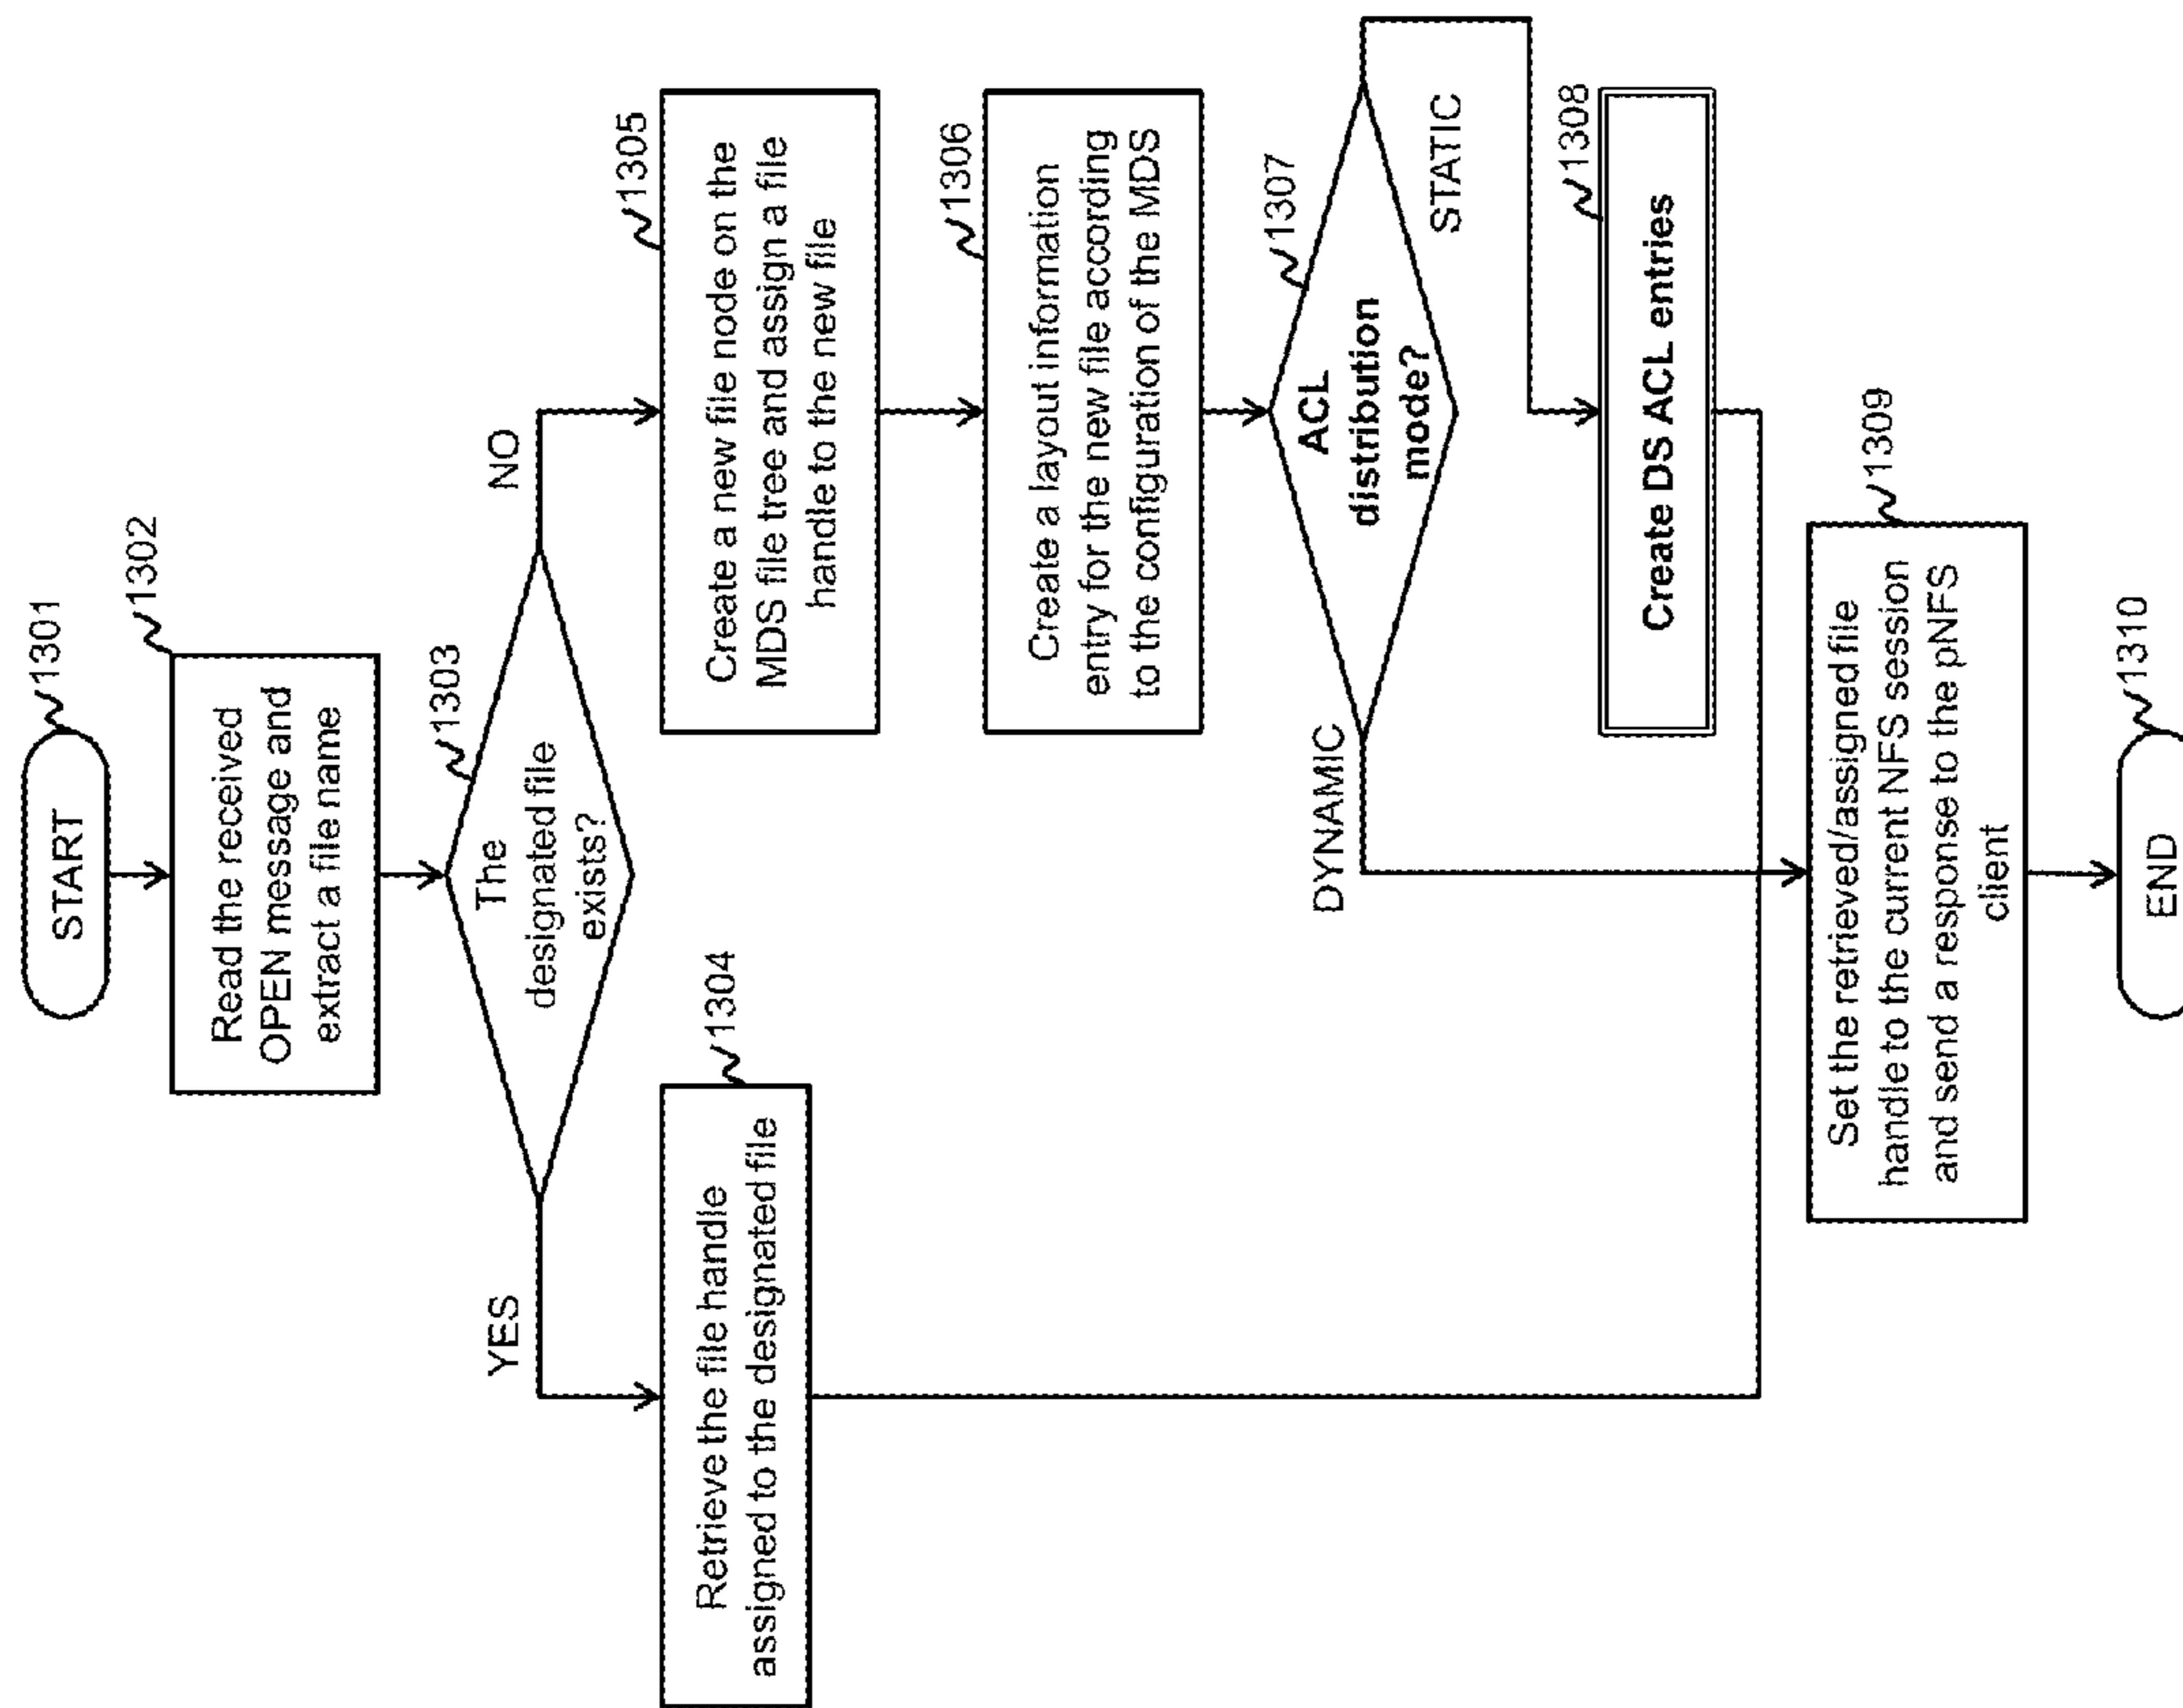 START
1301
Read the received
OPEN message and
extract a file name
1302
The
designated file
exists?
1303
YES
NO
Retrieve the file handle
assigned to the designated file
1304
Create a new file node on the
MDS file tree and assign a file
handle to the new file
1305
Create a layout information
entry for the new file according
to the configuration of the MDS
1306
ACL
distribution
mode?
1307
DYNAMIC
STATIC
Create DS ACL entries
1308
Set the retrieved/assigned file
handle to the current NFS session
and send a response to the pNFS
client
1309
END
1310